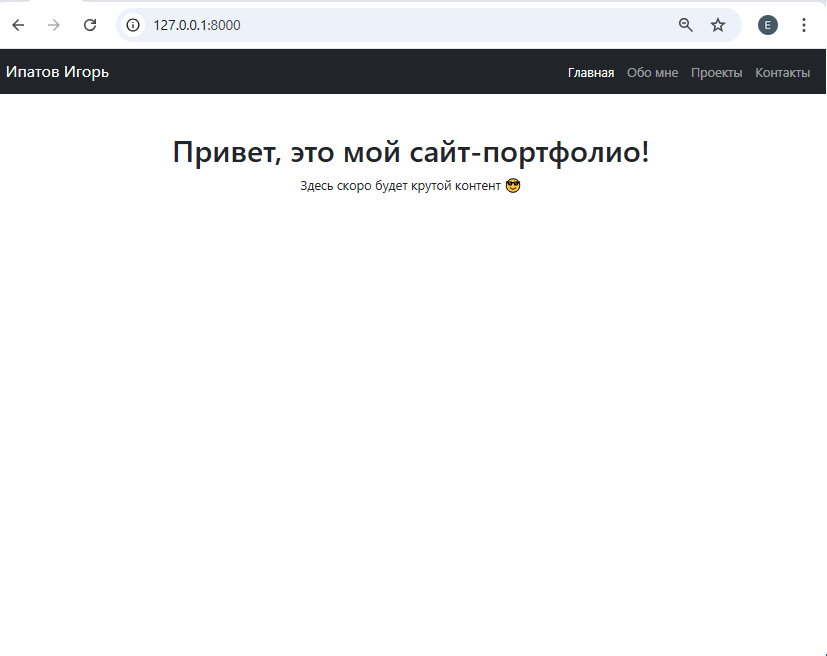 127.0.0.1:8000
E
Ипатов Игорь
Главная Обо мне Проекты Контакты
Привет, это мой сайт-портфолио!
Здесь скоро будет крутой контент 😎